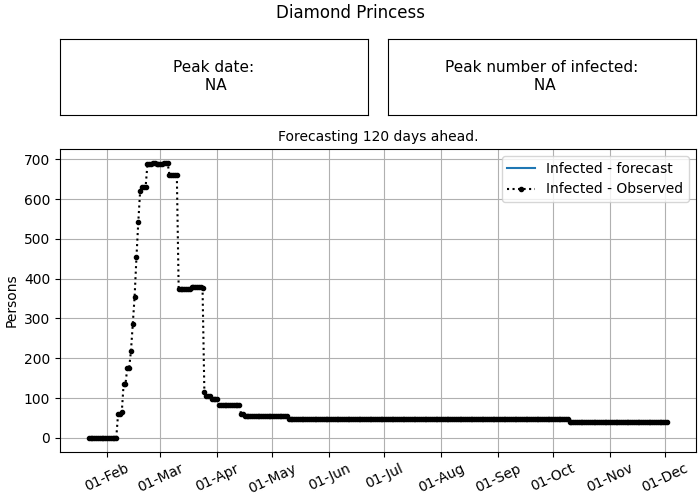 Diamond Princess
Peak date:
NA
Peak number of infected:
NA
Forecasting 120 days ahead.
Infected - forecast
Infected - Observed
Persons
700
600
500
400
300
200
100
0
01-Feb
01-Mar
01-Apr
01-May
01-Jun
01-Jul
01-Aug
01-Sep
01-Oct
01-Nov
01-Dec